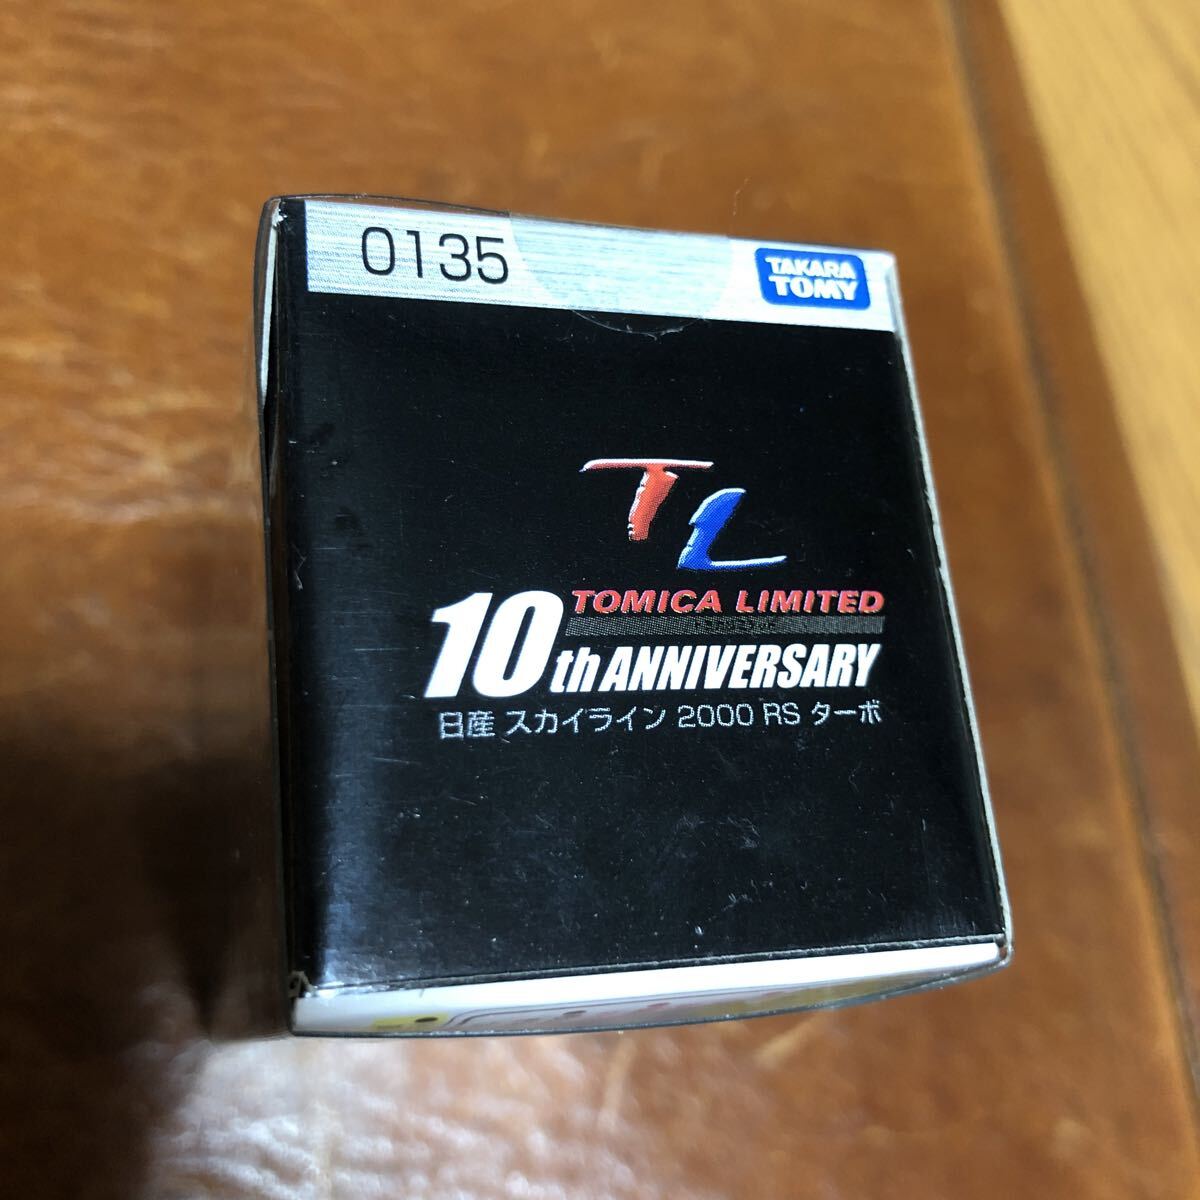 0135
TAKARA
TOMY
TL
TOMICA LIMITED
10th ANNIVERSARY
日産 スカイライン 2000 RS ターボ